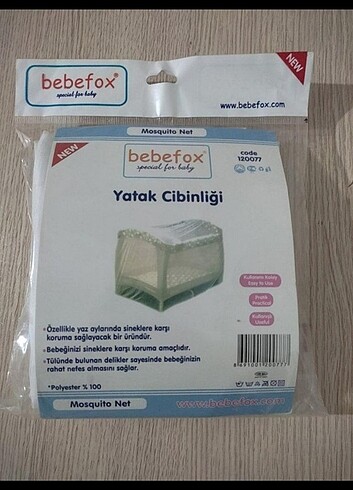 bebefox®
special for baby
NEW
www.bebefox.com
Mosquito Net
NEW
bebefox®
special for baby
code
120077
Yatak Cibinliği
Kullanımı Kolay
Easy To Use
Pratik
Practical
Kullanışlı
Useful
•Özellikle yaz aylarında sineklere karşı
koruma sağlayacak bir üründür.
•Bebeğinizi sineklere karşı koruma amaçlıdır.
•Tülünde bulunan delikler sayesinde bebeğinizin
rahat nefes almasını sağlar.
*Polyester % 100
8 691001 200777
Mosquito Net
www.bebefox.com